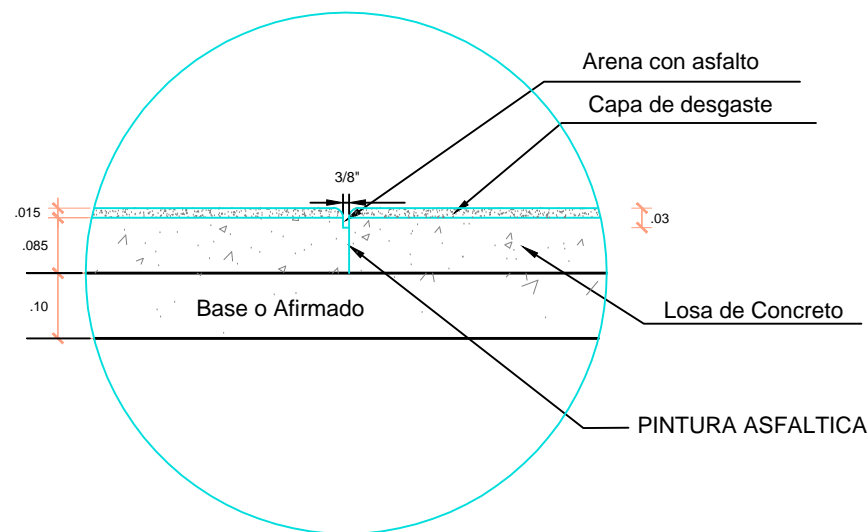 Arena con asfalto
Capa de desgaste
3/8"
.015
.03
.085
.10
Base o Afirmado
Losa de Concreto
PINTURA ASFALTICA